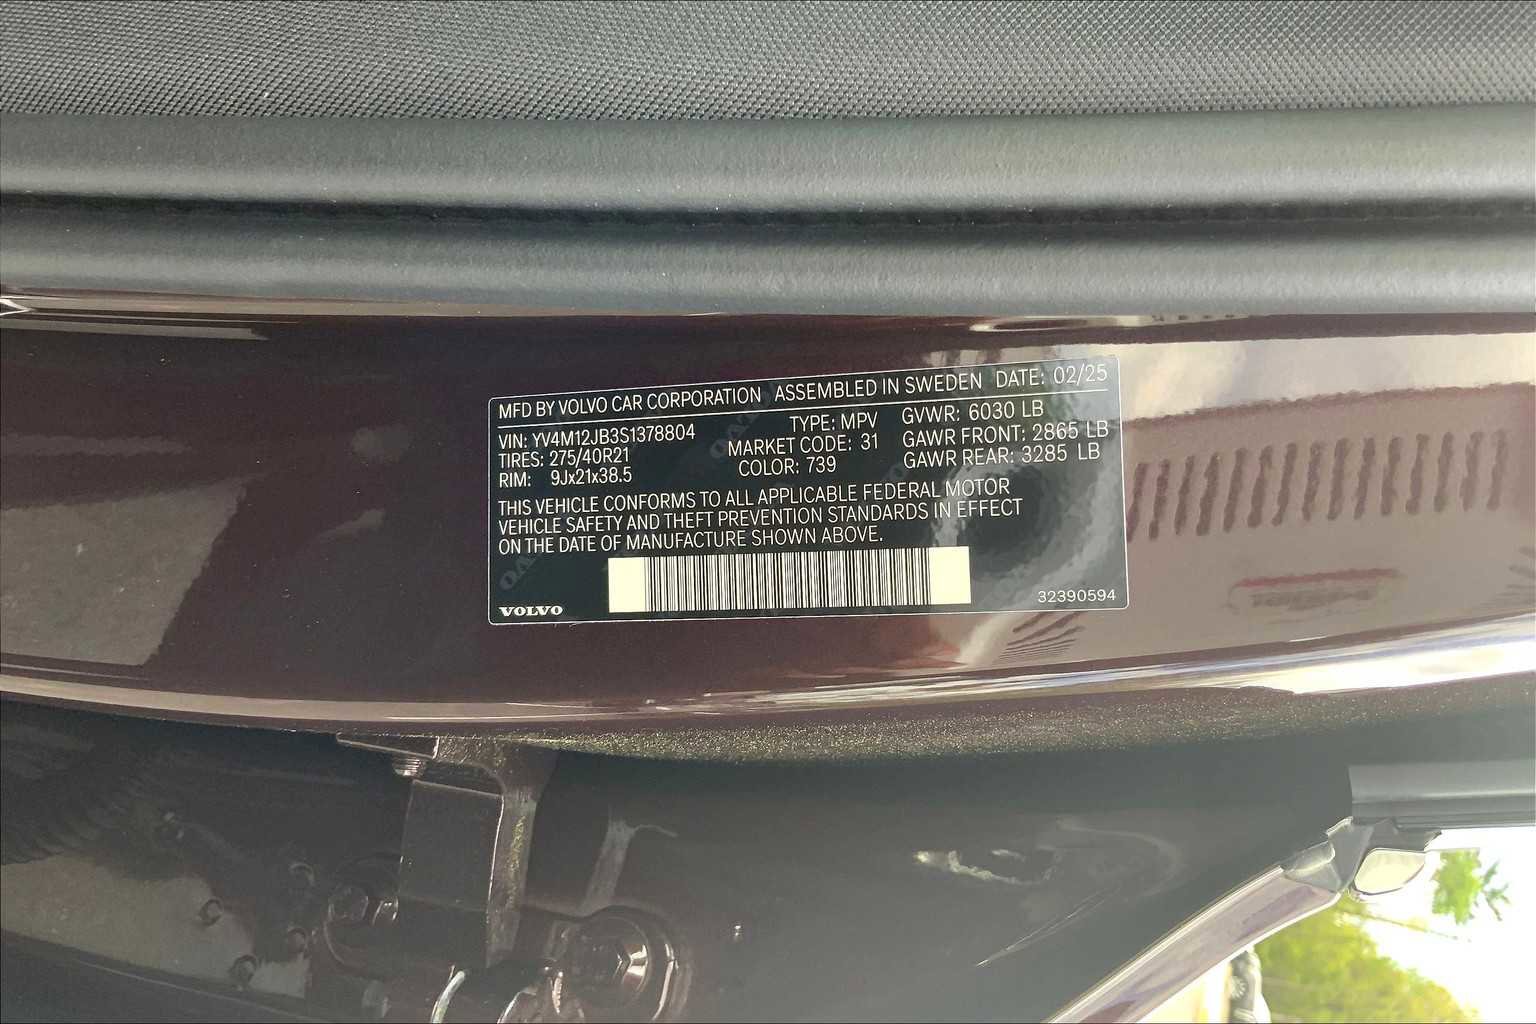 MFD BY VOLVO CAR CORPORATION ASSEMBLED IN SWEDEN DATE: 02/25
VIN: YV4M12JB3S1378804 TYPE: MPV GVWR: 6030 LB
TIRES: 275/40R21 MARKET CODE: 31 GAWR FRONT: 2865 LB
RIM: 9Jx21x38.5 COLOR: 739 GAWR REAR: 3285 LB
THIS VEHICLE CONFORMS TO ALL APPLICABLE FEDERAL MOTOR
VEHICLE SAFETY AND THEFT PREVENTION STANDARDS IN EFFECT
ON THE DATE OF MANUFACTURE SHOWN ABOVE.
VOLVO 32390594